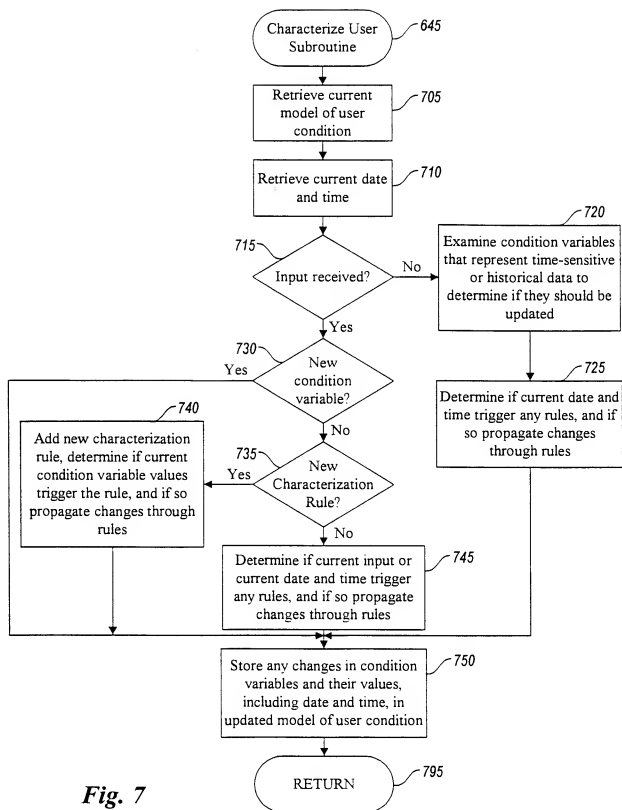 Characterize User
Subroutine
645
Retrieve current
model of user
condition
705
Retrieve current date
and time
710
715
Input received?
No
Yes
720
Examine condition variables
that represent time-sensitive
or historical data to
determine if they should be
updated
725
Determine if current date and
time trigger any rules, and if
so propagate changes
through rules
730
Yes
New
condition
variable?
No
740
Add new characterization
rule, determine if current
condition variable values
trigger the rule, and if so
propagate changes through
rules
735
Yes
New
Characterization
Rule?
No
745
Determine if current input or
current date and time trigger
any rules, and if so propagate
changes through rules
750
Store any changes in condition
variables and their values,
including date and time, in
updated model of user condition
RETURN
795
Fig. 7